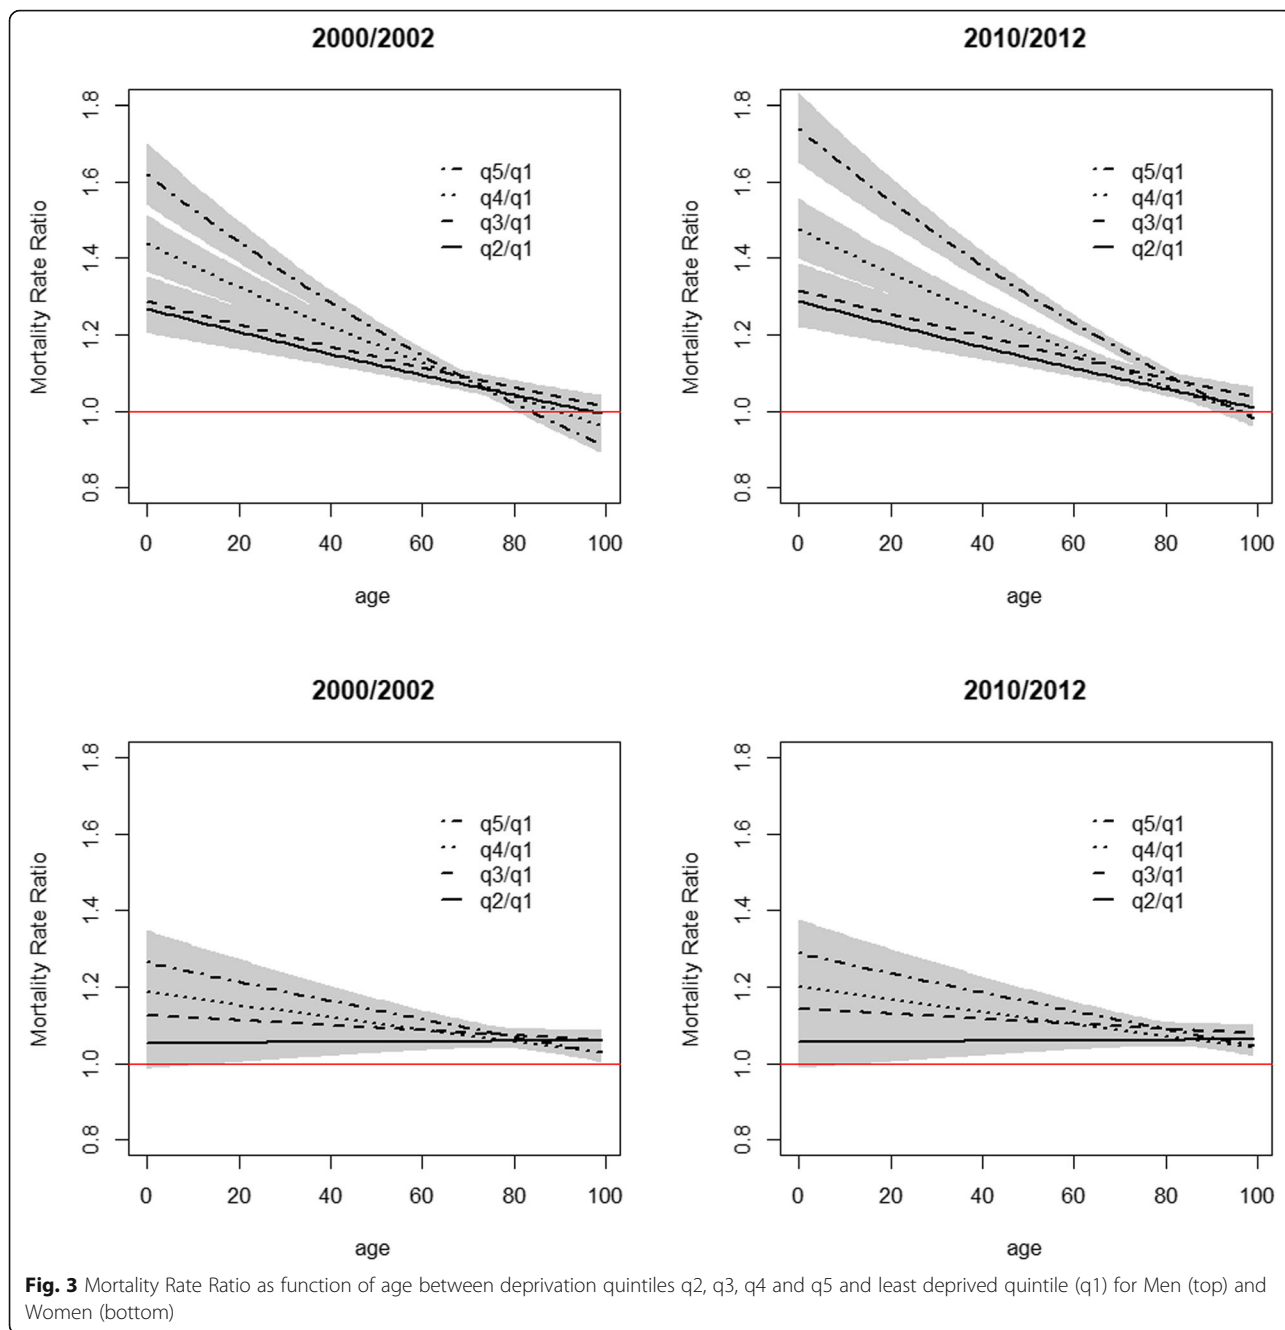 2000/2002
Mortality Rate Ratio
1.8
1.6
1.4
1.2
1.0
0.8
q5/q1
q4/q1
q3/q1
q2/q1
0 20 40 60 80 100
age
2010/2012
Mortality Rate Ratio
1.8
1.6
1.4
1.2
1.0
0.8
q5/q1
q4/q1
q3/q1
q2/q1
0 20 40 60 80 100
age
2000/2002
Mortality Rate Ratio
1.8
1.6
1.4
1.2
1.0
0.8
q5/q1
q4/q1
q3/q1
q2/q1
0 20 40 60 80 100
age
2010/2012
Mortality Rate Ratio
1.8
1.6
1.4
1.2
1.0
0.8
q5/q1
q4/q1
q3/q1
q2/q1
0 20 40 60 80 100
age
Fig. 3 Mortality Rate Ratio as function of age between deprivation quintiles q2, q3, q4 and q5 and least deprived quintile (q1) for Men (top) and
Women (bottom)